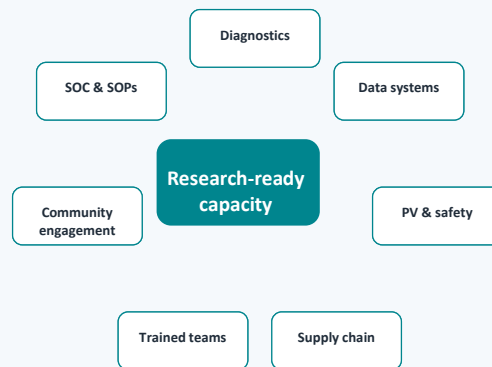 Diagnostics
SOC & SOPs
Data systems
Research-ready
capacity
Community
engagement
PV & safety
Trained teams
Supply chain